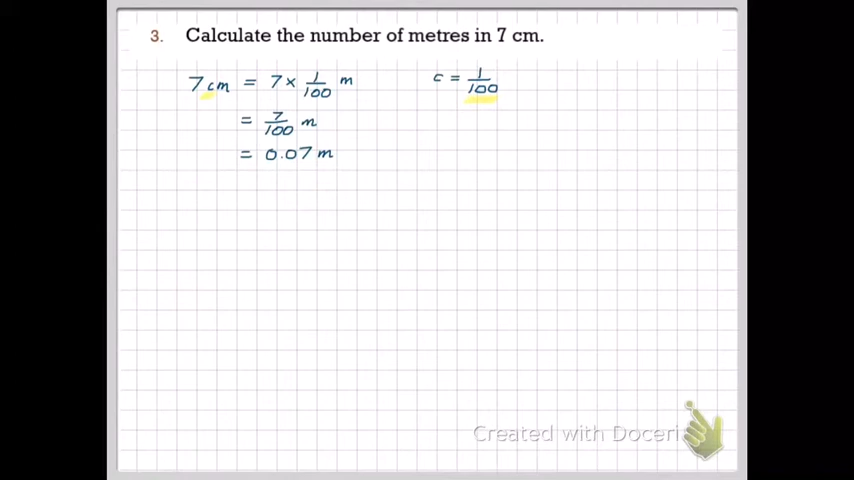 3. Calculate the number of metres in 7 cm.
7 cm = 7 × 1/100 m
c = 1/100
= 7/100 m
= 0.07 m
Created with Doceri